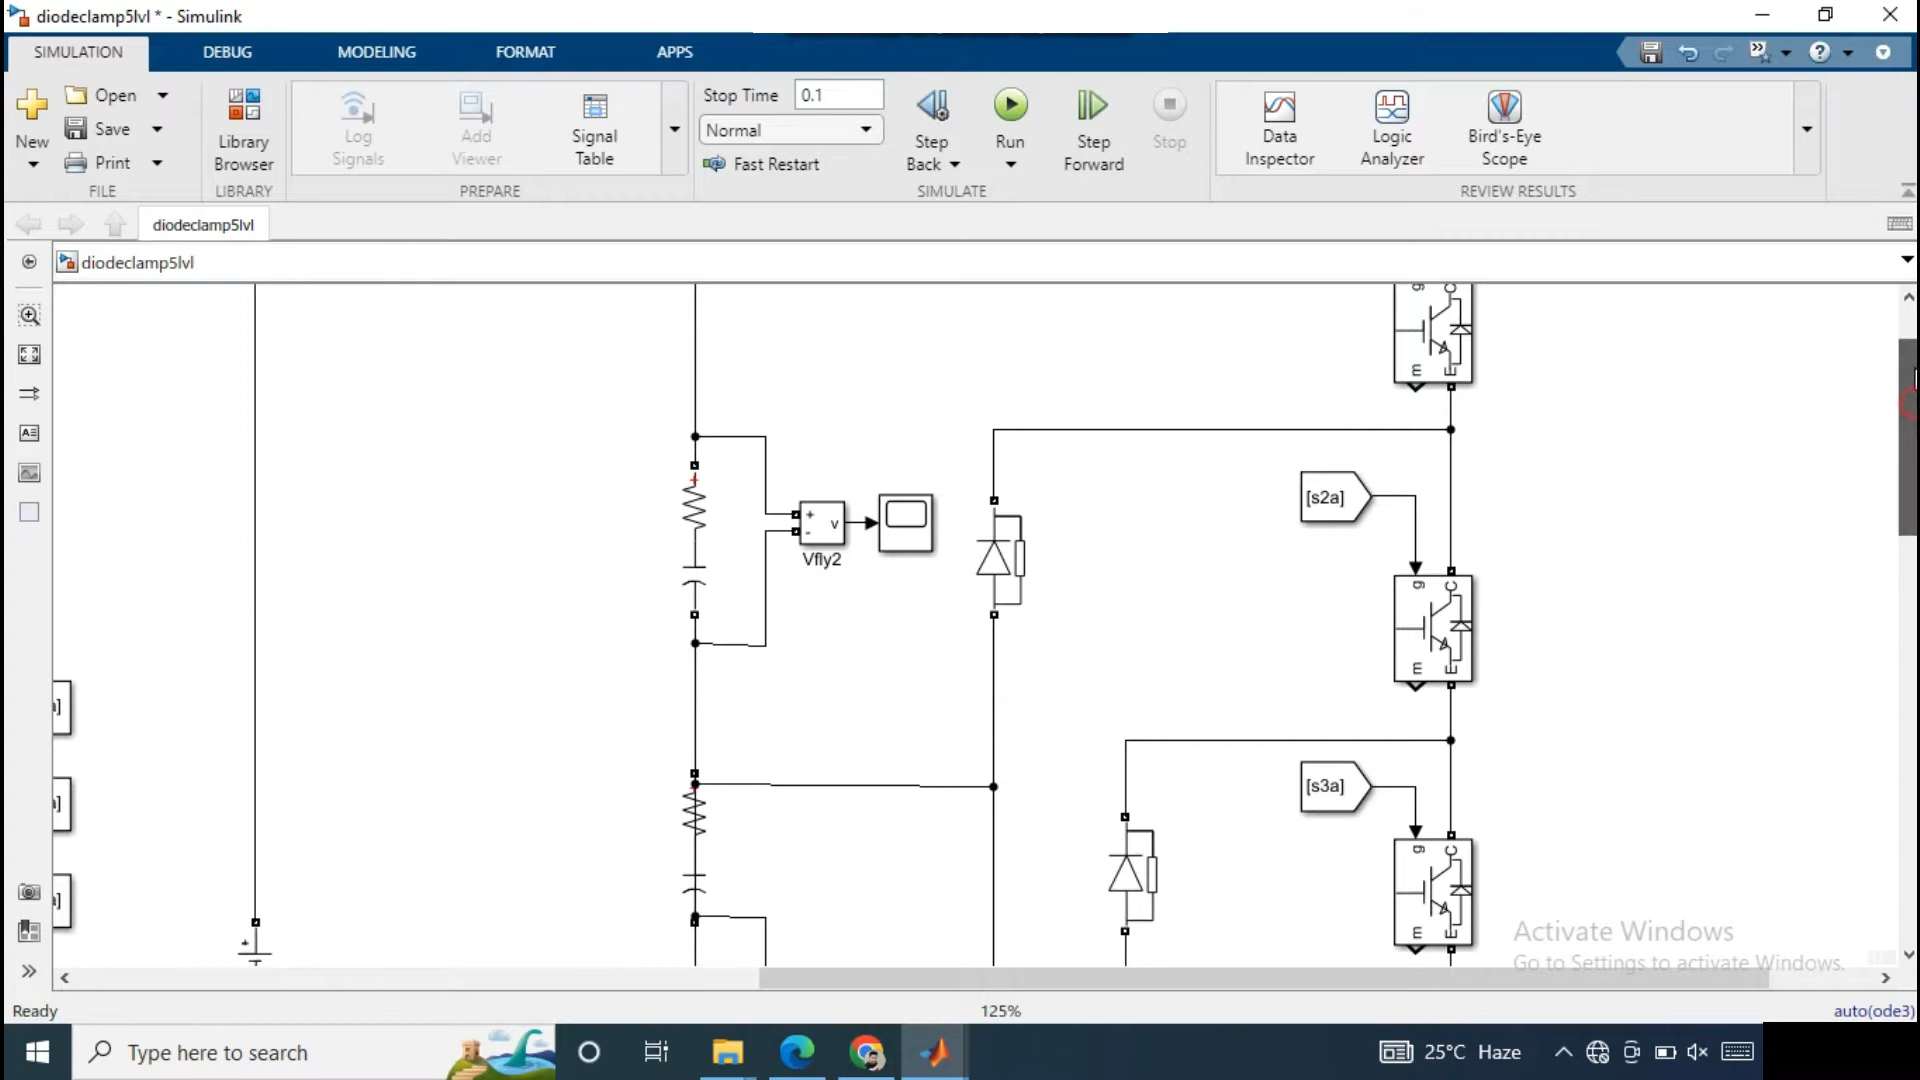 diodeclamp5lvl * - Simulink
SIMULATION
DEBUG
MODELING
FORMAT
APPS
New
Open
Save
Print
FILE
Library
Browser
LIBRARY
Log
Signals
Add
Viewer
Signal
Table
PREPARE
Stop Time 0.1
Normal
Fast Restart
Step
Back
Run
Step
Forward
Stop
SIMULATE
Data
Inspector
Logic
Analyzer
Bird's-Eye
Scope
REVIEW RESULTS
diodeclamp5lvl
diodeclamp5lvl
g C
m E
+
v
-
Vfly2
[s2a]
g C
m E
[s3a]
g C
m E
a]
a]
a]
+
Activate Windows
Go to Settings to activate Windows.
Ready
125%
auto(ode3)
Type here to search
25°C Haze